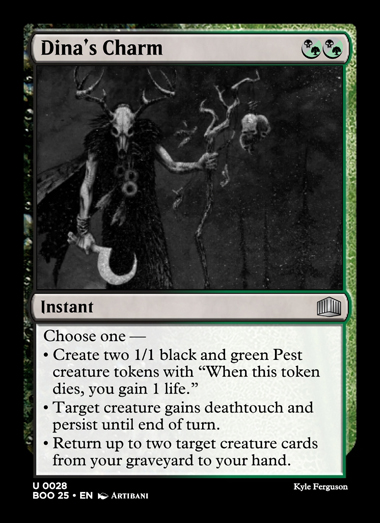 Dina's Charm
Instant
Choose one —
• Create two 1/1 black and green Pest
creature tokens with “When this token
dies, you gain 1 life.”
• Target creature gains deathtouch and
persist until end of turn.
• Return up to two target creature cards
from your graveyard to your hand.
U 0028
BOO 25 • EN ARTIBANI
Kyle Ferguson